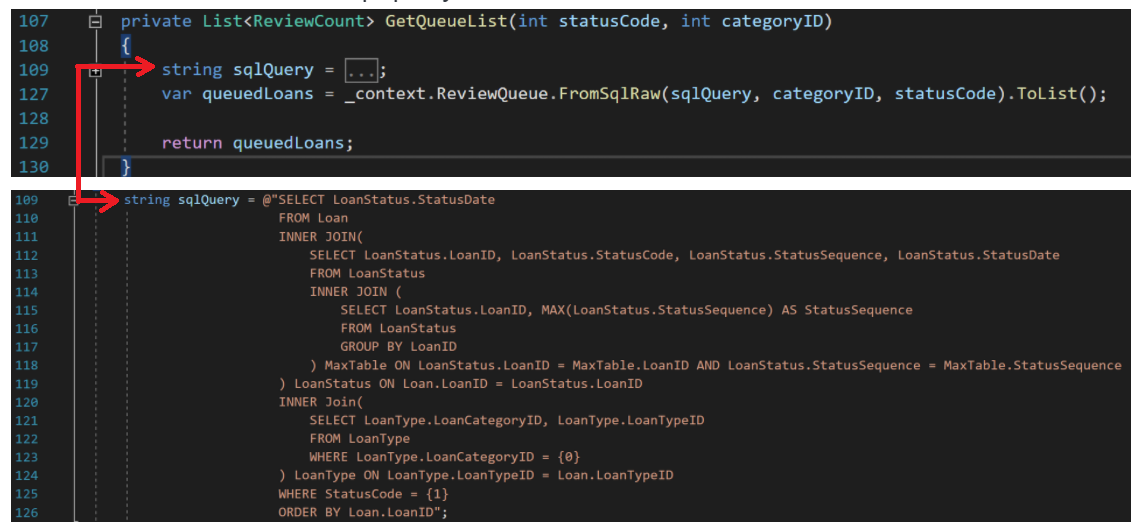 107 private List<ReviewCount> GetQueueList(int statusCode, int categoryID)
108 {
109 string sqlQuery = ...;
127 var queuedLoans = _context.ReviewQueue.FromSqlRaw(sqlQuery, categoryID, statusCode).ToList();
128
129 return queuedLoans;
130 }
109 string sqlQuery = @"SELECT LoanStatus.StatusDate
110 FROM Loan
111 INNER JOIN(
112 SELECT LoanStatus.LoanID, LoanStatus.StatusCode, LoanStatus.StatusSequence, LoanStatus.StatusDate
113 FROM LoanStatus
114 INNER JOIN (
115 SELECT LoanStatus.LoanID, MAX(LoanStatus.StatusSequence) AS StatusSequence
116 FROM LoanStatus
117 GROUP BY LoanID
118 ) MaxTable ON LoanStatus.LoanID = MaxTable.LoanID AND LoanStatus.StatusSequence = MaxTable.StatusSequence
119 ) LoanStatus ON Loan.LoanID = LoanStatus.LoanID
120 INNER Join(
121 SELECT LoanType.LoanCategoryID, LoanType.LoanTypeID
122 FROM LoanType
123 WHERE LoanType.LoanCategoryID = {0}
124 ) LoanType ON LoanType.LoanTypeID = Loan.LoanTypeID
125 WHERE StatusCode = {1}
126 ORDER BY Loan.LoanID";